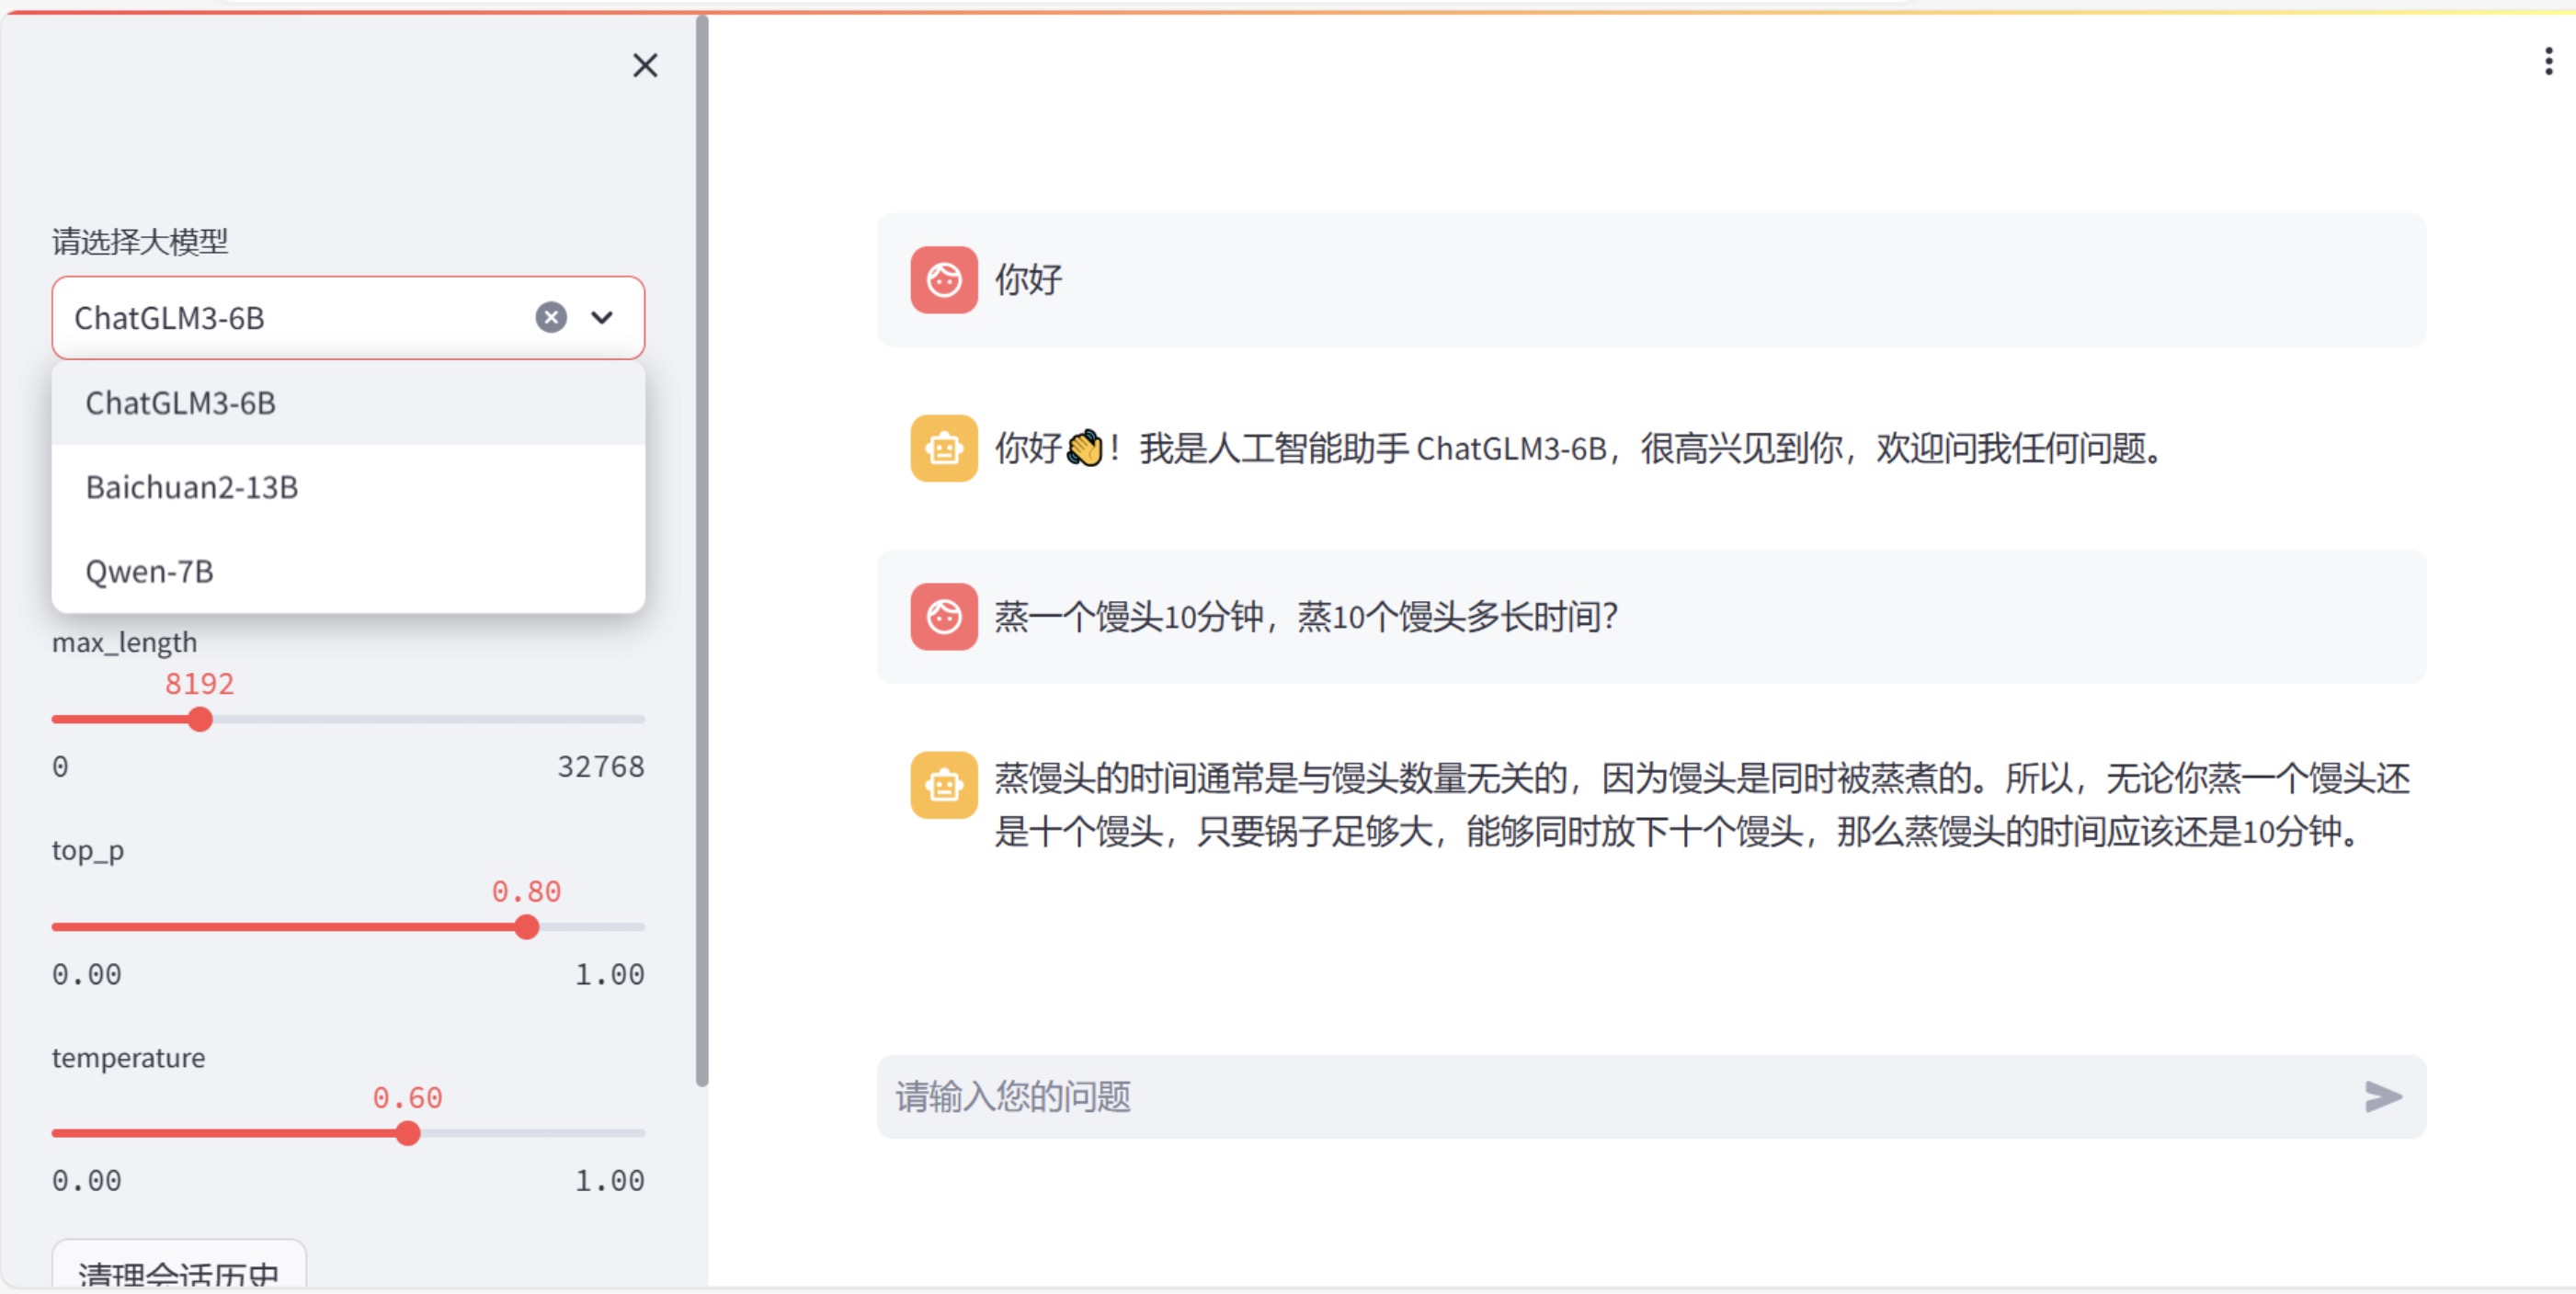 请选择大模型
ChatGLM3-6B
ChatGLM3-6B
Baichuan2-13B
Qwen-7B
max_length
8192
0 32768
top_p
0.80
0.00 1.00
temperature
0.60
0.00 1.00
清理会话历史
你好
你好👏！我是人工智能助手 ChatGLM3-6B，很高兴见到你，欢迎问我任何问题。
蒸一个馒头10分钟，蒸10个馒头多长时间？
蒸馒头的时间通常是与馒头数量无关的，因为馒头是同时被蒸煮的。所以，无论你蒸一个馒头还
是十个馒头，只要锅子足够大，能够同时放下十个馒头，那么蒸馒头的时间应该还是10分钟。
请输入您的问题